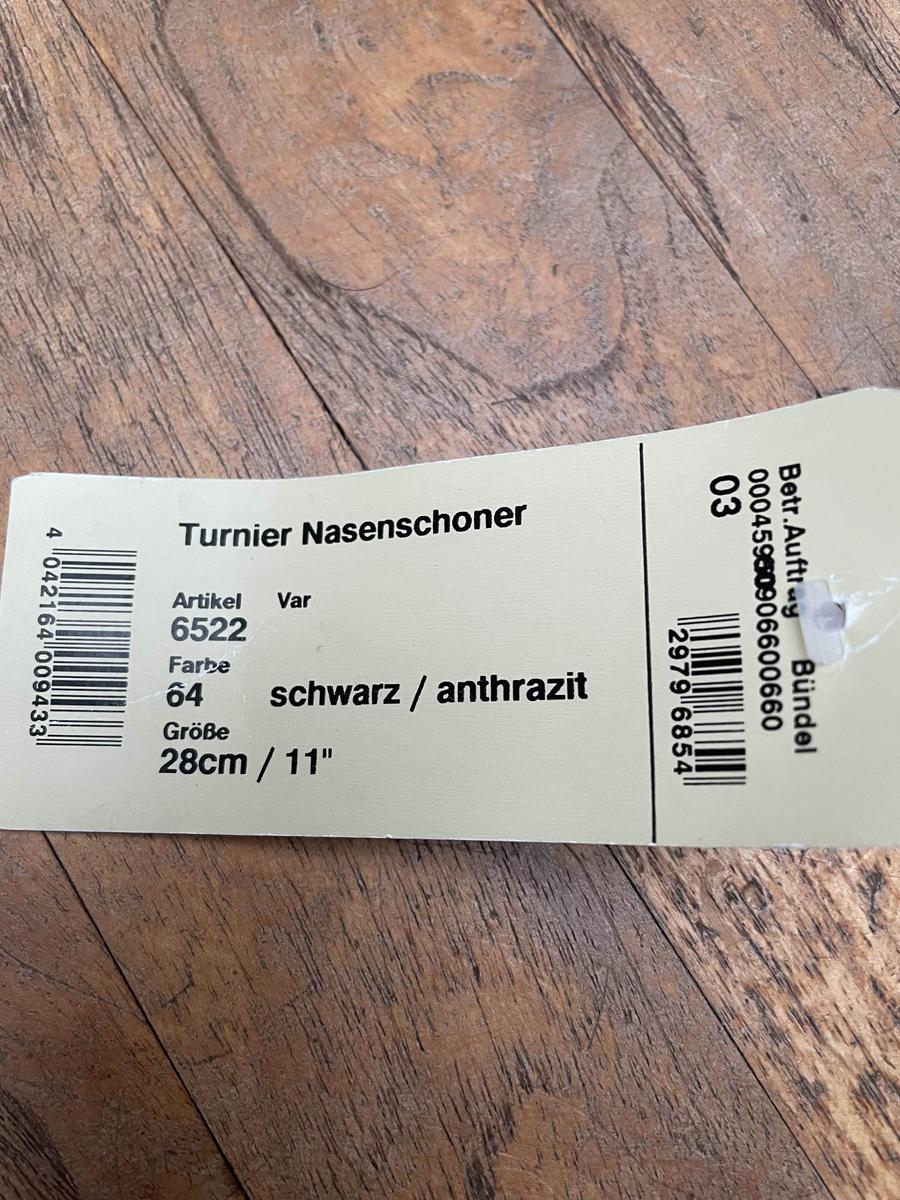 Turnier Nasenschoner
Artikel Var
6522
Farbe
64 schwarz / anthrazit
Größe
28cm / 11"
4 042164 009433
Betr.Auftrag Bündel
03
2979 6854